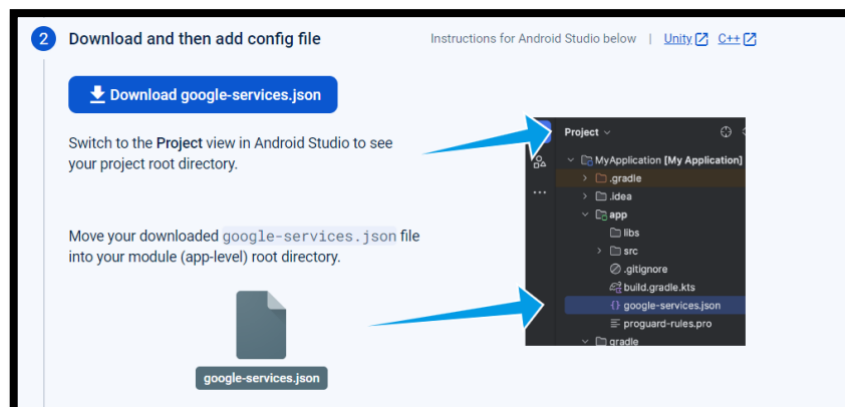 2 Download and then add config file
Instructions for Android Studio below | Unity C++
Download google-services.json
Switch to the Project view in Android Studio to see
your project root directory.
Move your downloaded google-services.json file
into your module (app-level) root directory.
google-services.json
Project
MyApplication [My Application]
.gradle
.idea
app
libs
src
.gitignore
build.gradle.kts
{} google-services.json
proguard-rules.pro
gradle